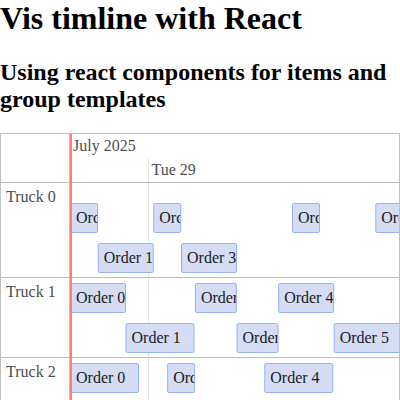 Vis timline with React
Using react components for items and
group templates
July 2025
Tue 29
Truck 0
Ord
Ord
Ord
Or
Order 1
Order 3
Truck 1
Order 0
Order
Order 4
Order 1
Order
Order 5
Truck 2
Order 0
Ord
Order 4